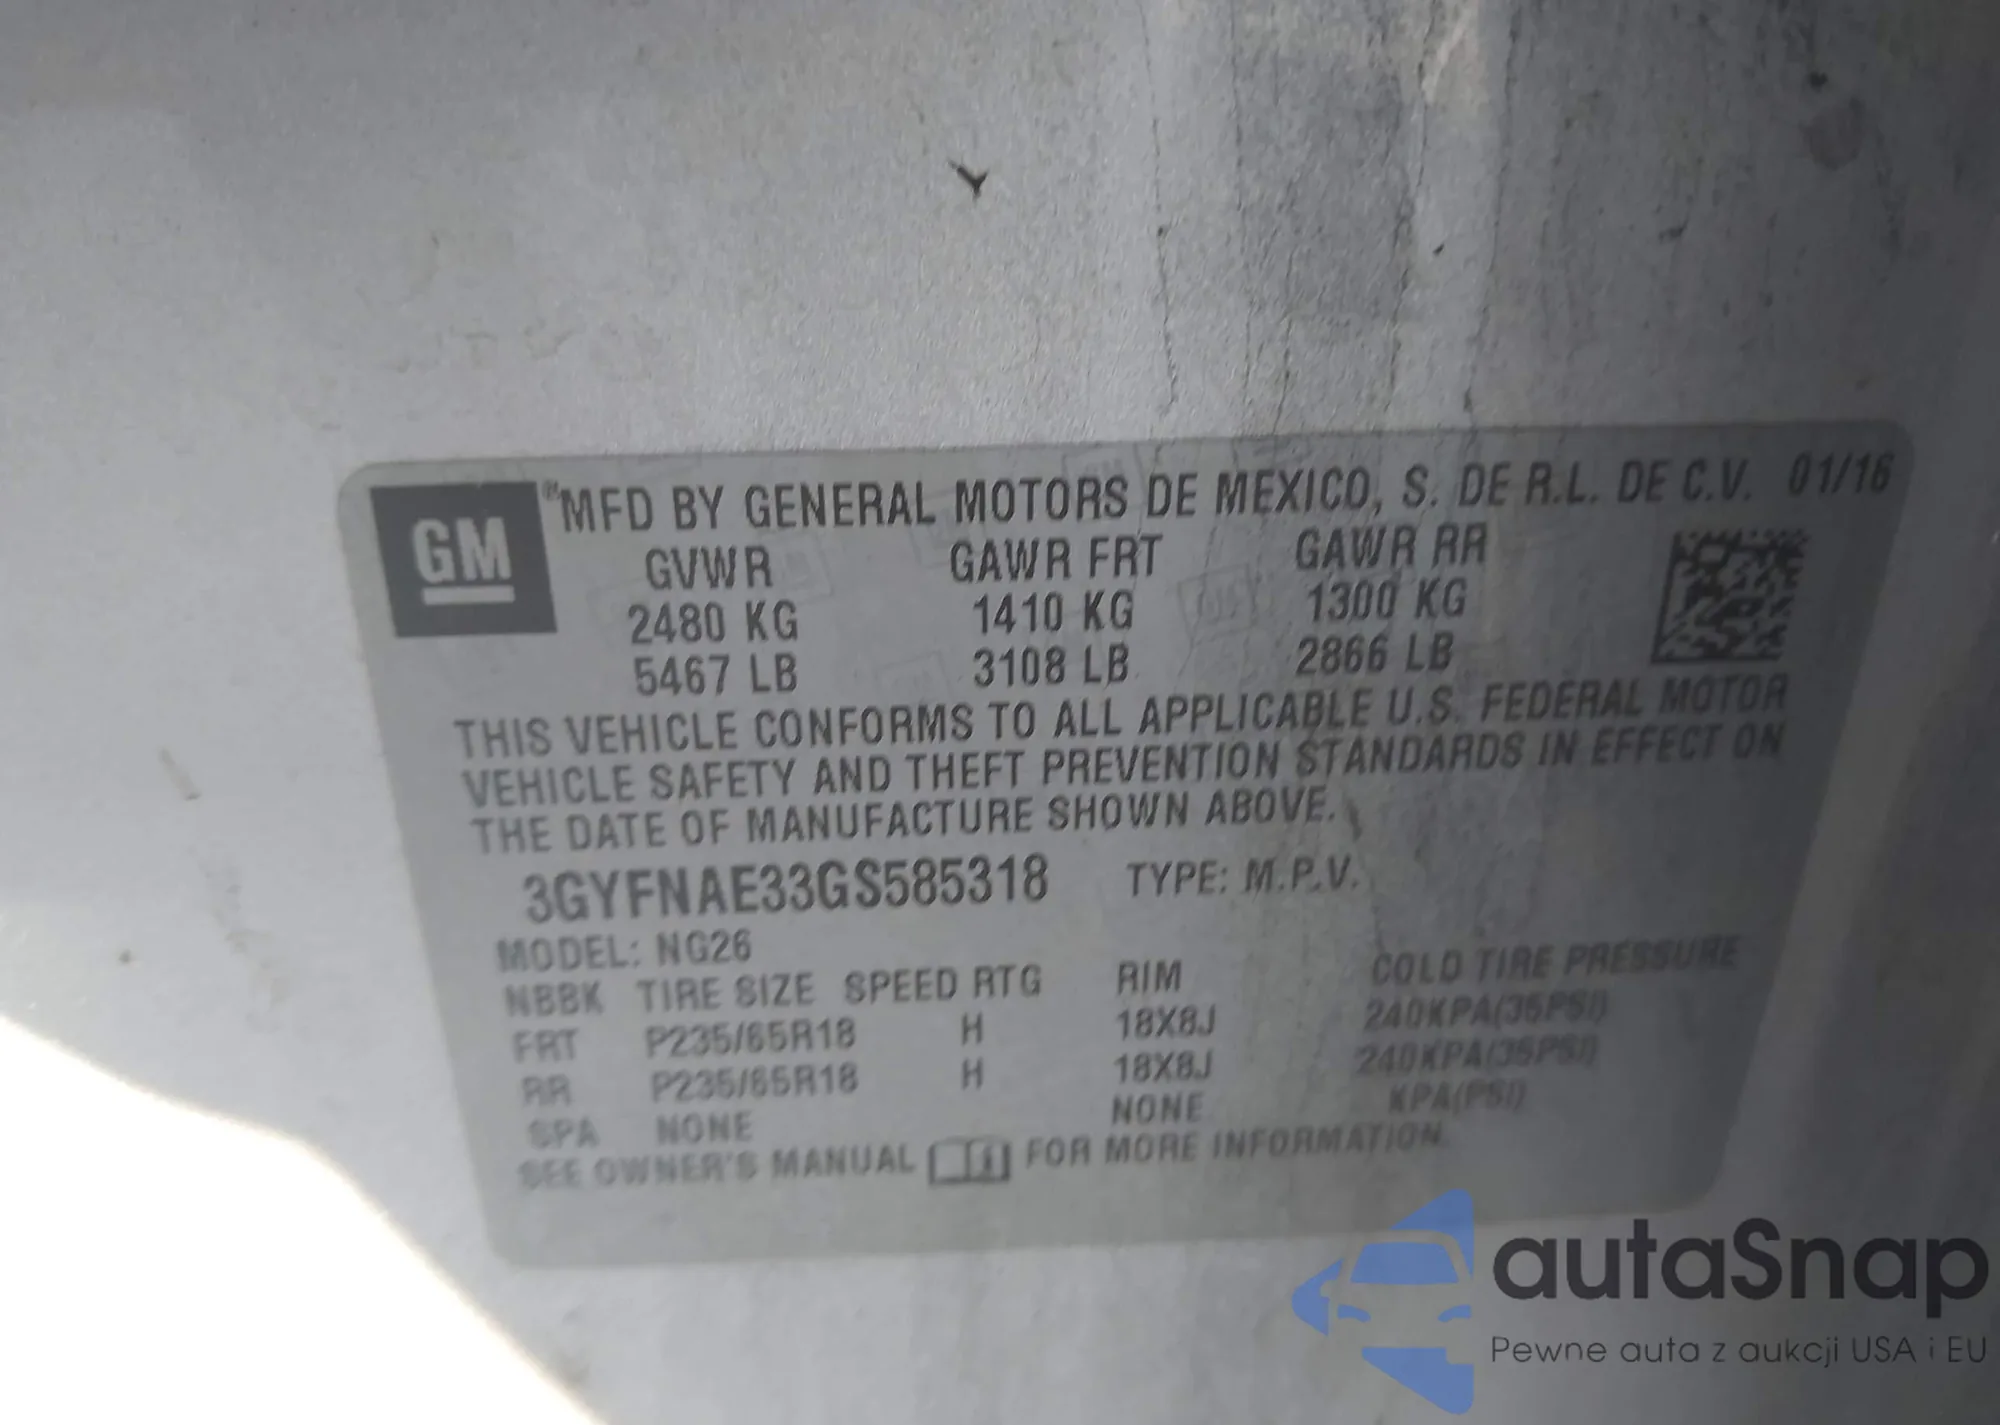 GM
® MFD BY GENERAL MOTORS DE MEXICO, S. DE R.L. DE C.V. 01/16
GVWR GAWR FRT GAWR RR
2480 KG 1410 KG 1300 KG
5467 LB 3108 LB 2866 LB
THIS VEHICLE CONFORMS TO ALL APPLICABLE U.S. FEDERAL MOTOR
VEHICLE SAFETY AND THEFT PREVENTION STANDARDS IN EFFECT ON
THE DATE OF MANUFACTURE SHOWN ABOVE.
3GYFNAE33GS585318 TYPE: M.P.V.
MODEL: NG26
NBBK TIRE SIZE SPEED RTG RIM COLD TIRE PRESSURE
FRT P235/65R18 H 18X8J 240KPA(35PSI)
RR P235/65R18 H 18X8J 240KPA(35PSI)
SPA NONE NONE KPA(PSI)
SEE OWNER'S MANUAL FOR MORE INFORMATION.
autaSnap
Pewne auta z aukcji USA i EU